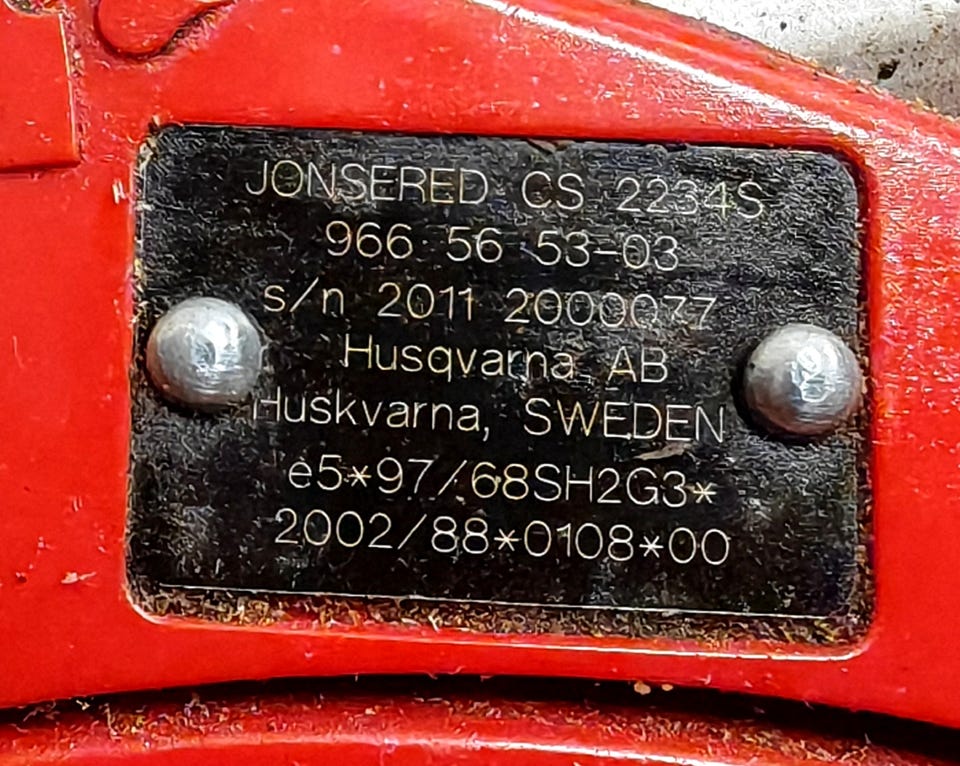 JONSERED CS 2234S
966 56 53-03
s/n 2011 2000077
Husqvarna AB
Huskvarna, SWEDEN
e5*97/68SH2G3*
2002/88*0108*00